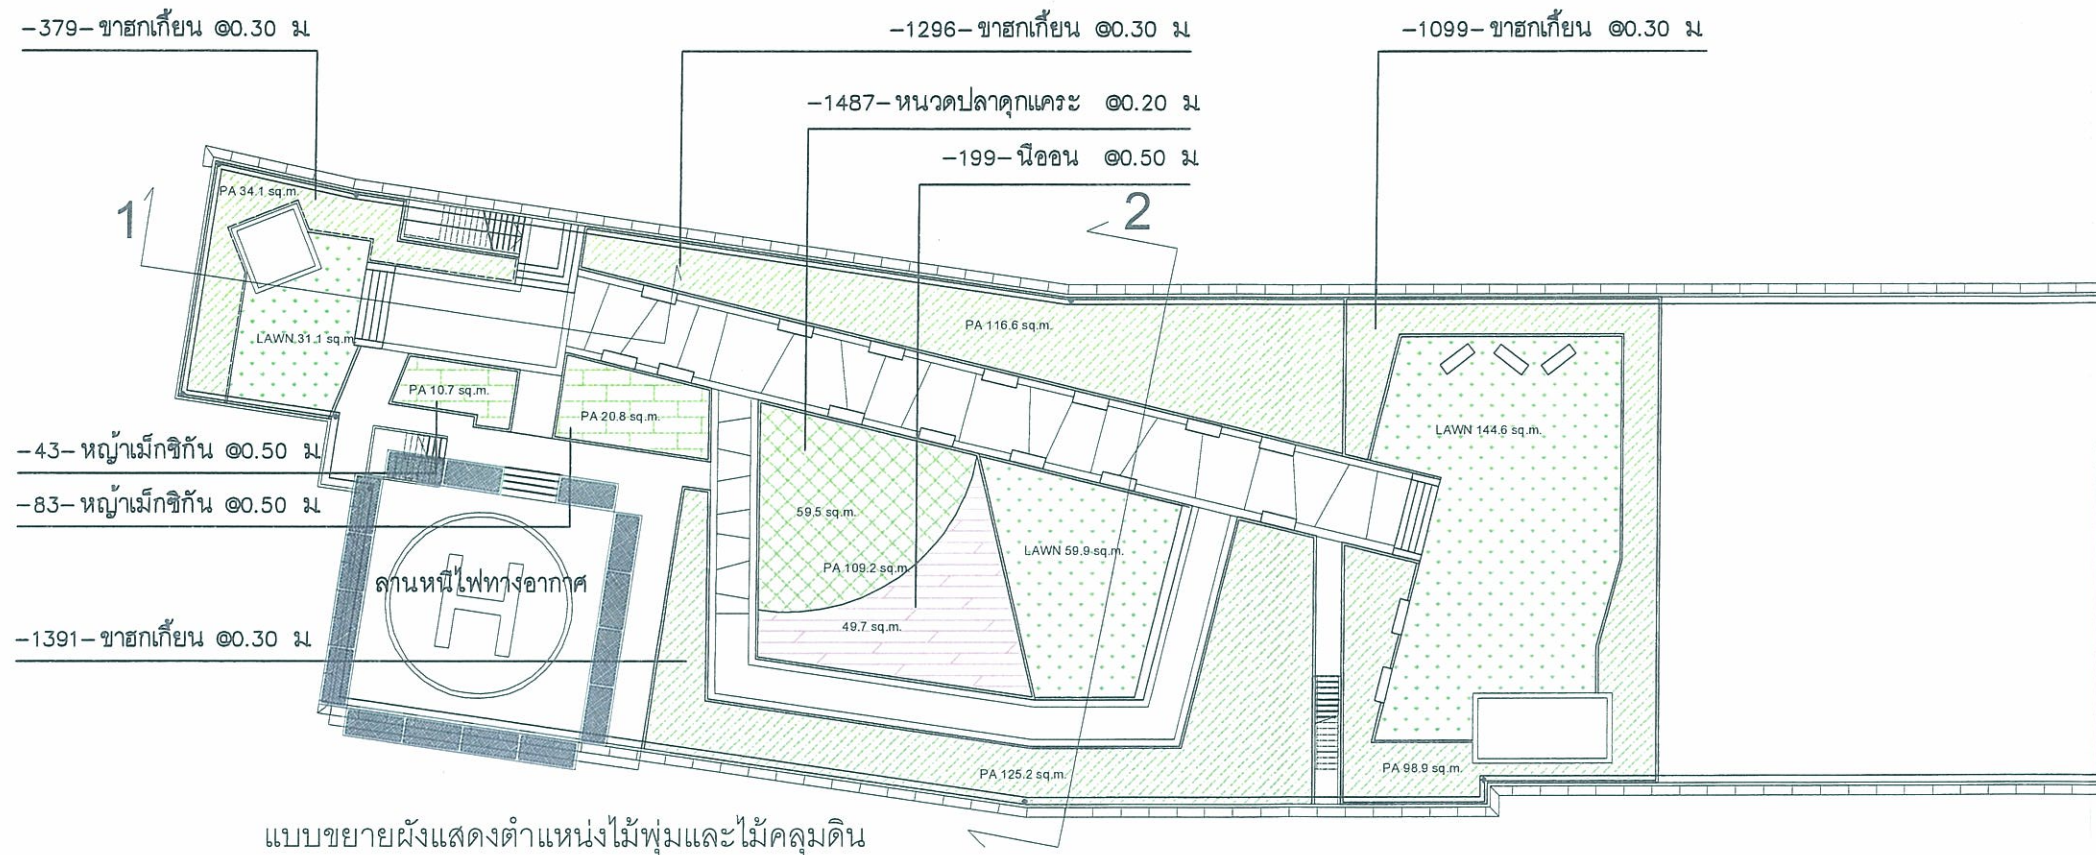 -379-ขาฮกเกี้ยน @0.30 ม.
-1296-ขาฮกเกี้ยน @0.30 ม.
-1099-ขาฮกเกี้ยน @0.30 ม.
-1487-หนวดปลาดุกแคระ @0.20 ม.
-199-นีออน @0.50 ม.
PA 34.1 sq.m.
1
2
PA 116.6 sq.m.
LAWN 31.1 sq.m.
PA 10.7 sq.m.
PA 20.8 sq.m.
LAWN 144.6 sq.m.
-43-หญ้าเม็กซิกัน @0.50 ม.
-83-หญ้าเม็กซิกัน @0.50 ม.
59.5 sq.m.
LAWN 59.9 sq.m.
PA 109.2 sq.m.
ลานหนีไฟทางอากาศ
H
49.7 sq.m.
-1391-ขาฮกเกี้ยน @0.30 ม.
PA 125.2 sq.m.
PA 98.9 sq.m.
แบบขยายผังแสดงตำแหน่งไม้พุ่มและไม้คลุมดิน